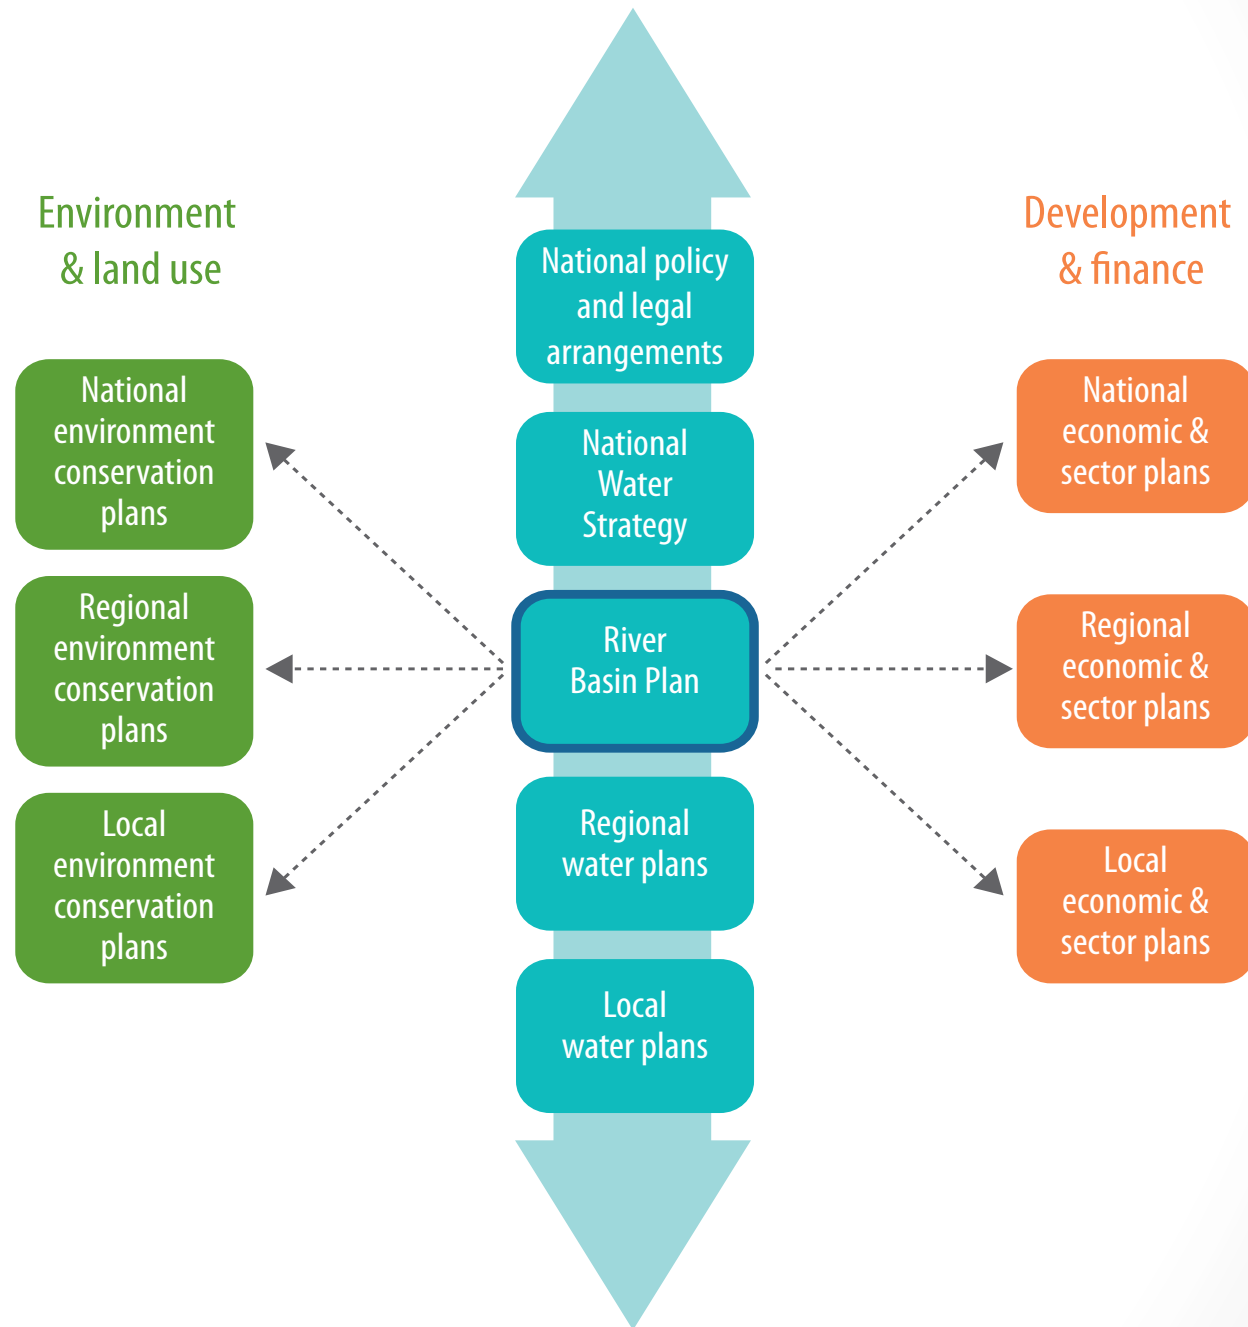 Environment
& land use
National
environment
conservation
plans
Regional
environment
conservation
plans
Local
environment
conservation
plans
National policy
and legal
arrangements
National
Water
Strategy
River
Basin Plan
Regional
water plans
Local
water plans
Development
& finance
National
economic &
sector plans
Regional
economic &
sector plans
Local
economic &
sector plans